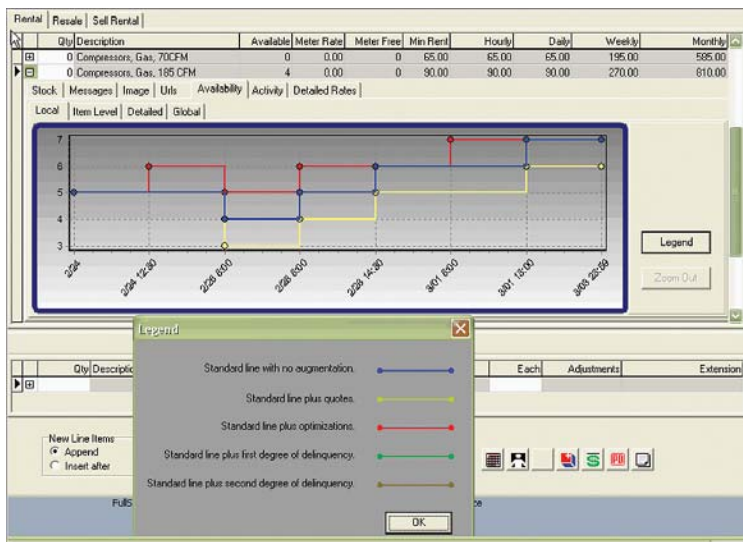 Rental Resale Sell Rental
Qty Description Available Meter Rate Meter Free Min Rent Hourly Daily Weekly Monthly
0 Compressors, Gas, 70CFM 0 0.00 0 65.00 65.00 65.00 195.00 585.00
0 Compressors, Gas, 185 CFM 4 0.00 0 90.00 90.00 90.00 270.00 810.00
Stock Messages Image Urls Availability Activity Detailed Rates
Local Item Level Detailed Global
7
6
5
4
3
2/24 2/24 12:30 2/26 6:00 2/28 8:00 2/28 14:30 3/01 8:00 3/01 13:00 3/03 23:59
Legend
Zoom Out
Legend
Qty Descriptio Each Adjustments Extension
Standard line with no augmentation.
Standard line plus quotes.
Standard line plus optimizations.
Standard line plus first degree of delinquency.
Standard line plus second degree of delinquency.
New Line Items
Append
Insert after
FullS
OK